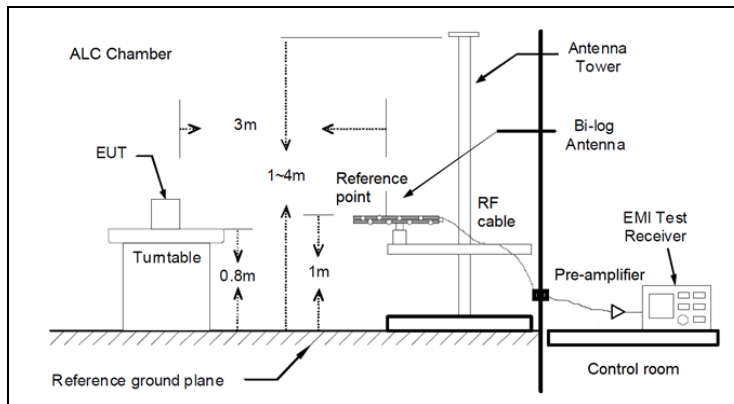 ALC Chamber
Antenna
Tower
3m
Bi-log
Antenna
EUT
1~4m
Reference
point
RF
cable
EMI Test
Receiver
Turntable
0.8m
1m
Pre-amplifier
Reference ground plane
Control room